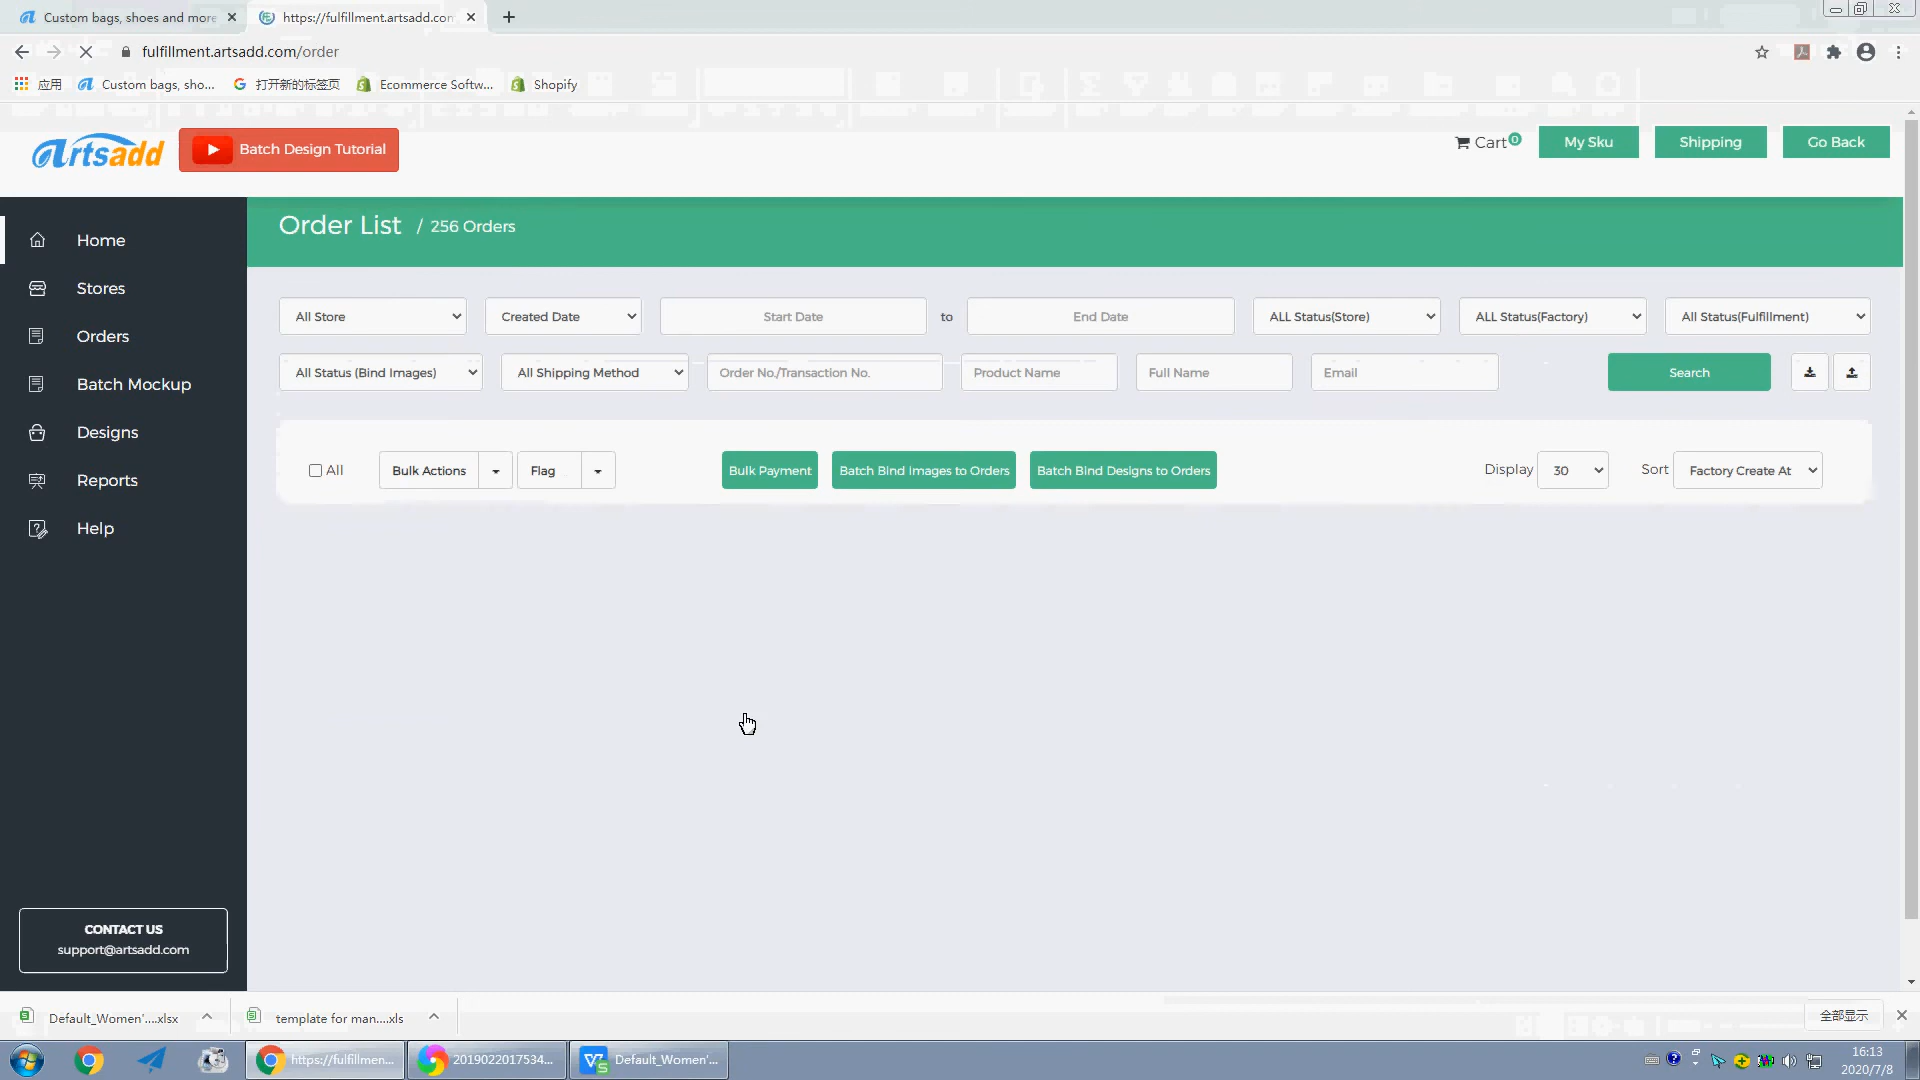 Custom bags, shoes and more
https://fulfillment.artsadd.com
fulfillment.artsadd.com/order
应用
Custom bags, sho...
打开新的标签页
Ecommerce Softw...
Shopify
artsadd
Batch Design Tutorial
Cart 0
My Sku
Shipping
Go Back
Order List / 256 Orders
Home
Stores
Orders
Batch Mockup
Designs
Reports
Help
All Store
Created Date
Start Date
to
End Date
ALL Status(Store)
ALL Status(Factory)
All Status(Fulfillment)
All Status (Bind Images)
All Shipping Method
Order No./Transaction No.
Product Name
Full Name
Email
Search
All
Bulk Actions
Flag
Bulk Payment
Batch Bind Images to Orders
Batch Bind Designs to Orders
Display
30
Sort
Factory Create At
CONTACT US
support@artsadd.com
Default_Women'....xlsx
template for man....xls
全部显示
https://fulfillmen...
2019022017534...
Default_Women'...
16:13
2020/7/8